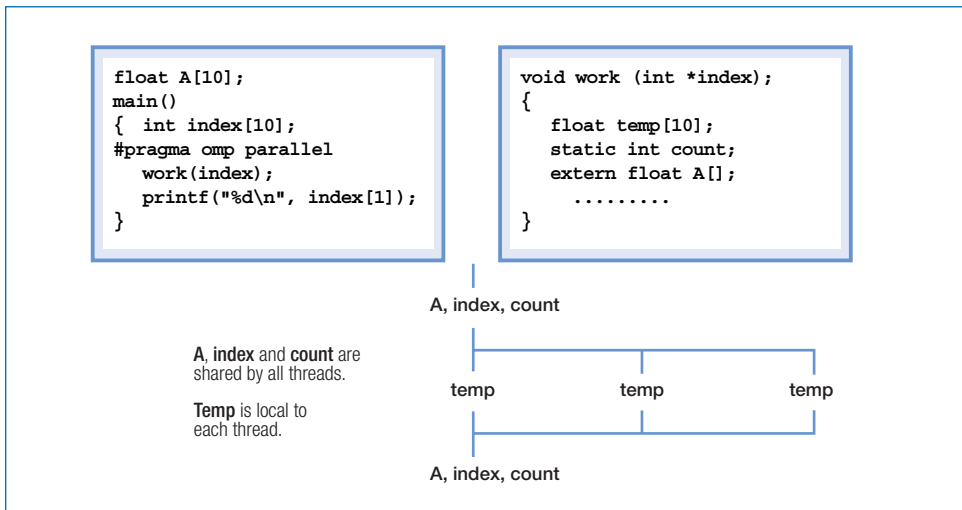 float A[10];
main()
{ int index[10];
#pragma omp parallel
work(index);
printf("%d\n", index[1]);
}
void work (int *index);
{
float temp[10];
static int count;
extern float A[];
.........
}
A, index, count
A, index and count are
shared by all threads.
Temp is local to
each thread.
temp temp temp
A, index, count